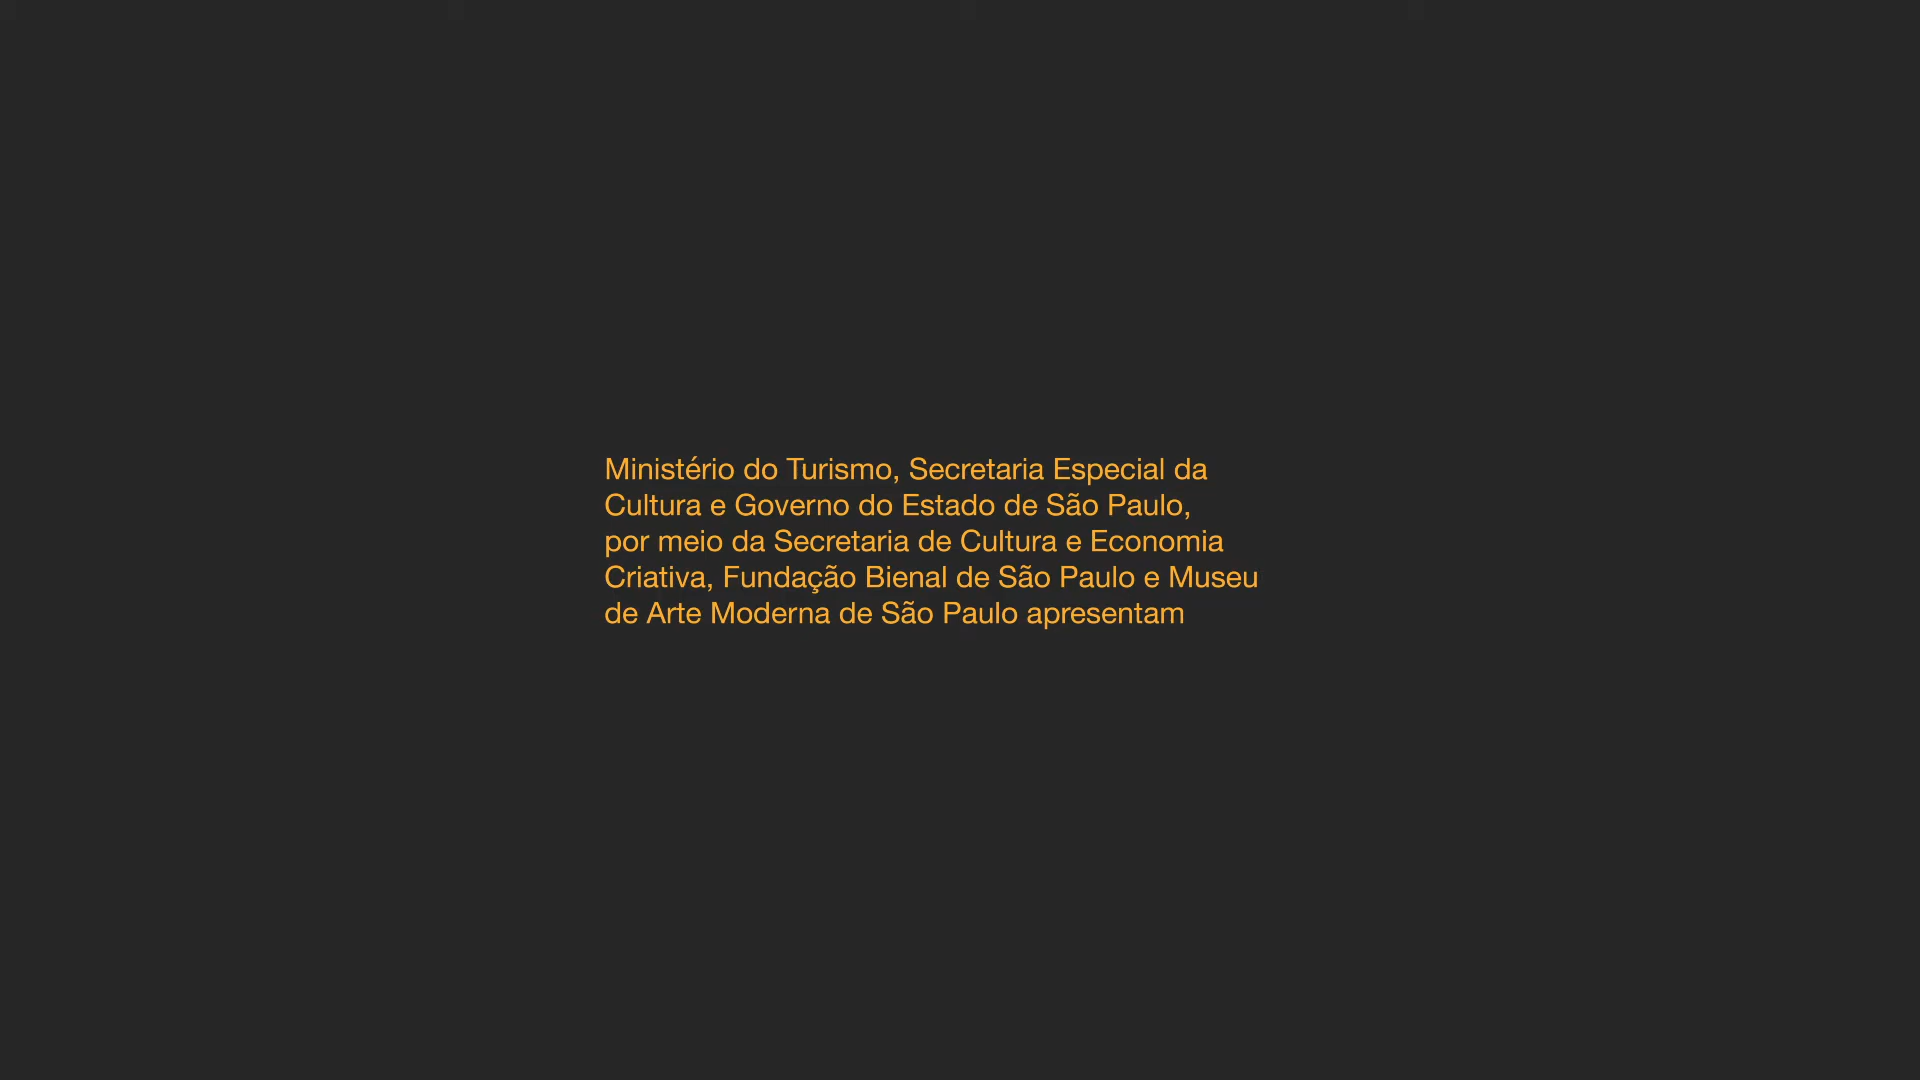 Ministério do Turismo, Secretaria Especial da
Cultura e Governo do Estado de São Paulo,
por meio da Secretaria de Cultura e Economia
Criativa, Fundação Bienal de São Paulo e Museu
de Arte Moderna de São Paulo apresentam